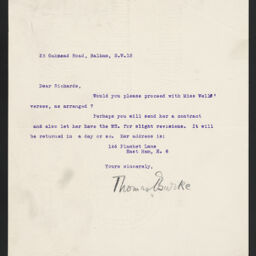 33 Oakmead Road, Balham, S.W.12
Dear Richards,
Would you please proceed with Miss Wells'
verses, as arranged ?
Perhaps you will send her a contract
and also let her have the MS. for slight revisions. It will
be returned in a day or so. Her address is:
144 Plashet Lane
East Ham, E. 6
Yours sincerely,
Thomas Burke